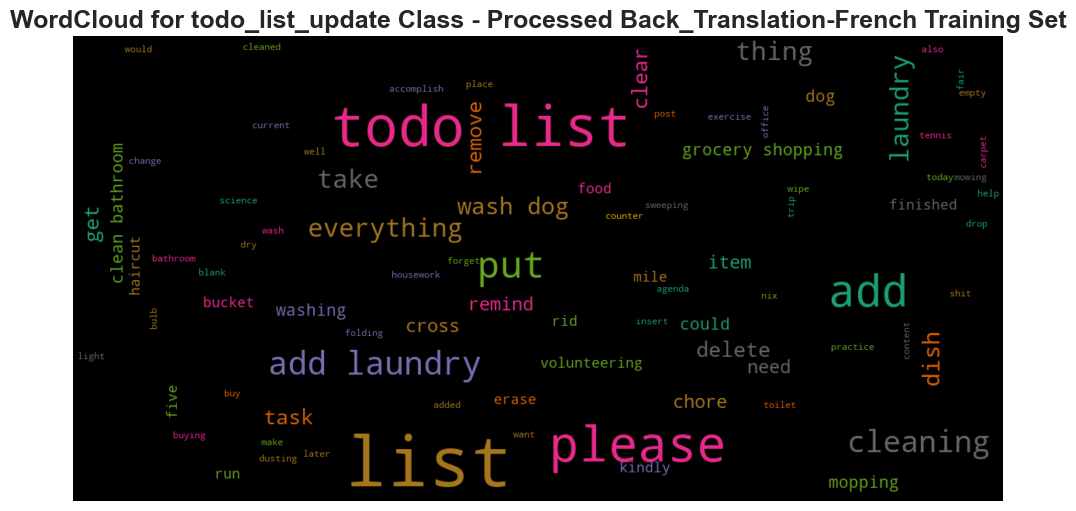 WordCloud for todo_list_update Class - Processed Back_Translation-French Training Set
would
cleaned
accomplish
place
clear
thing
also
fair
empty
laundry
dog
post
exercise
office
current
todo list
remove
tennis
carpet
grocery shopping
well
change
clean bathroom
take
food
wipe
today
mowing
help
science
wash dog
counter
sweeping
trip
finished
drop
get
wash
everything
dry
haircut
bathroom
blank
forget
housework
put
item
mile
agenda
nix
add
shit
bucket
washing
remind
bulb
folding
cross
rid
insert
could
content
light
add laundry
volunteering
delete
need
practice
dish
five
buy
added
erase
chore
toilet
task
buying
make
dusting
later
want
list
please
kindly
cleaning
run
mopping